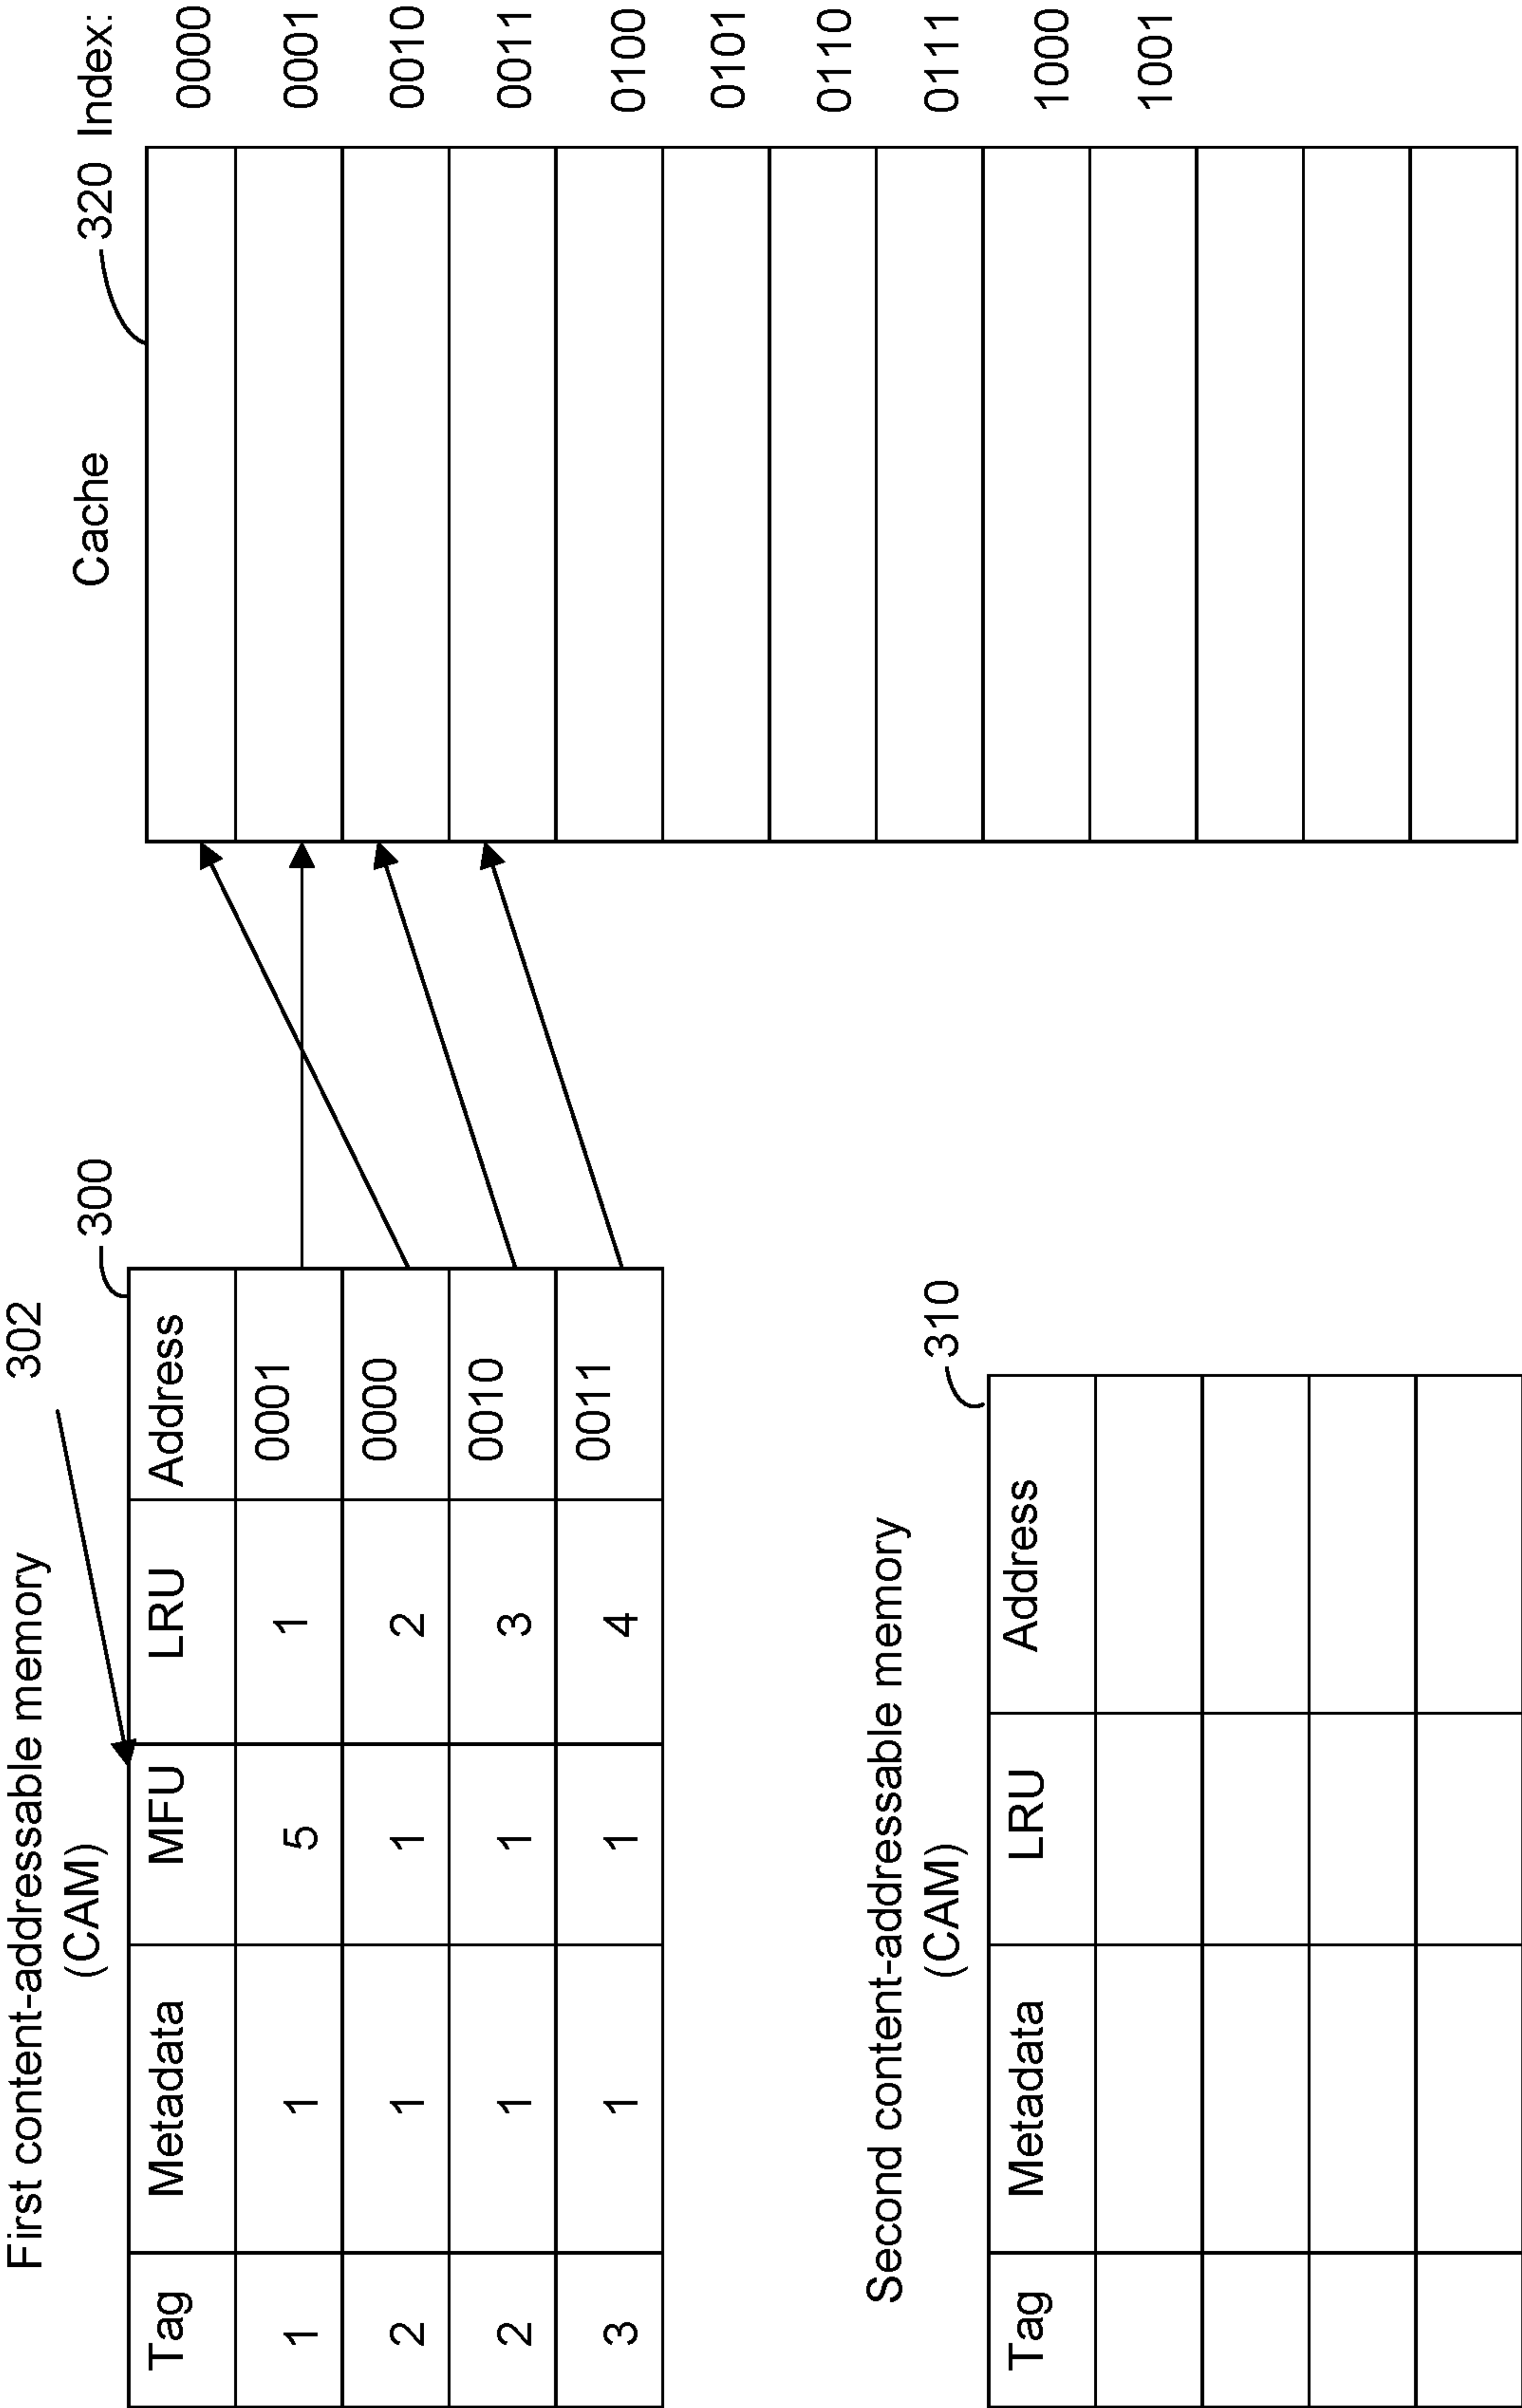 302
First content-addressable memory
(CAM)
300
Tag Metadata MFU LRU Address
1 1 5 1 0001
2 1 1 2 0000
2 1 1 3 0010
3 1 1 4 0011
Second content-addressable memory
(CAM)
310
Tag Metadata LRU Address
Cache
320
Index:
0000
0001
0010
0011
0100
0101
0110
0111
1000
1001